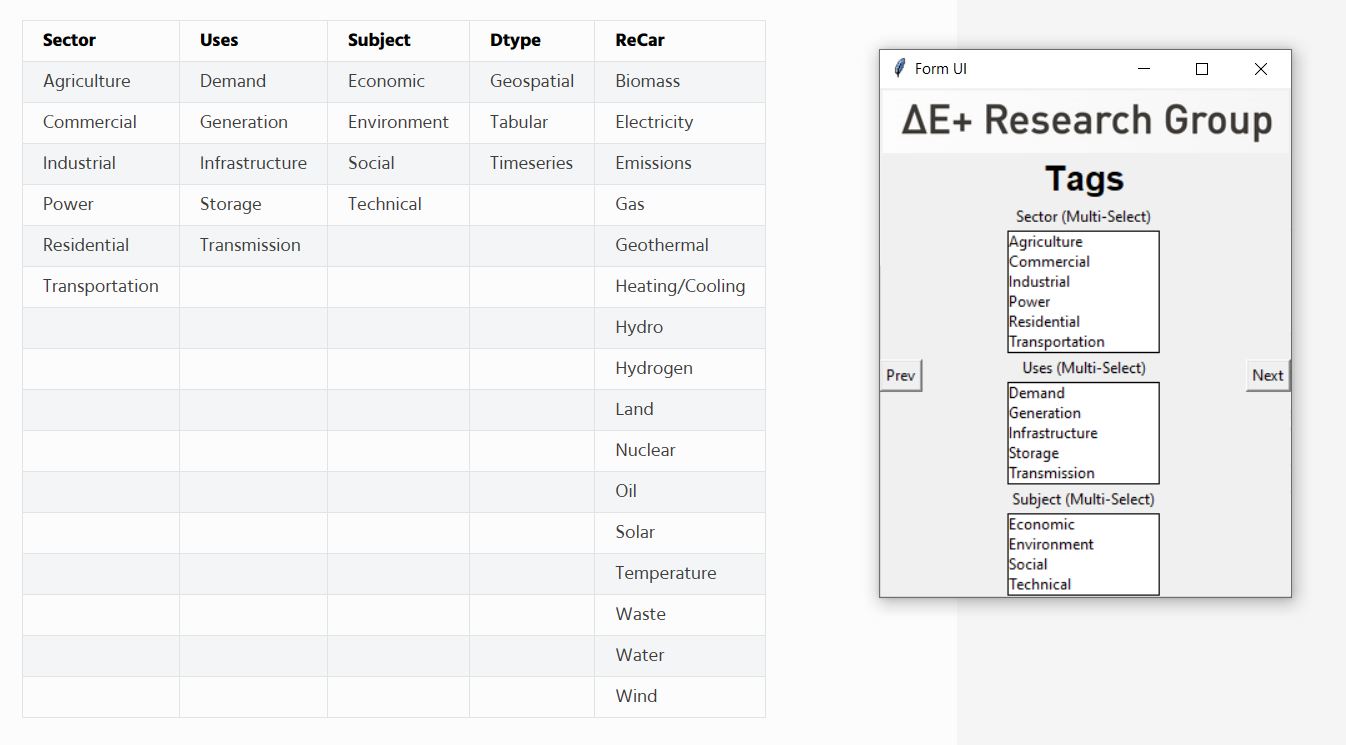 Sector Uses Subject Dtype ReCar
Agriculture Demand Economic Geospatial Biomass
Commercial Generation Environment Tabular Electricity
Industrial Infrastructure Social Timeseries Emissions
Power Storage Technical Gas
Residential Transmission Geothermal
Transportation Heating/Cooling
Hydro
Hydrogen
Land
Nuclear
Oil
Solar
Temperature
Waste
Water
Wind
Form UI
ΔE+ Research Group
Tags
Sector (Multi-Select)
Agriculture
Commercial
Industrial
Power
Residential
Transportation
Uses (Multi-Select)
Prev
Next
Demand
Generation
Infrastructure
Storage
Transmission
Subject (Multi-Select)
Economic
Environment
Social
Technical